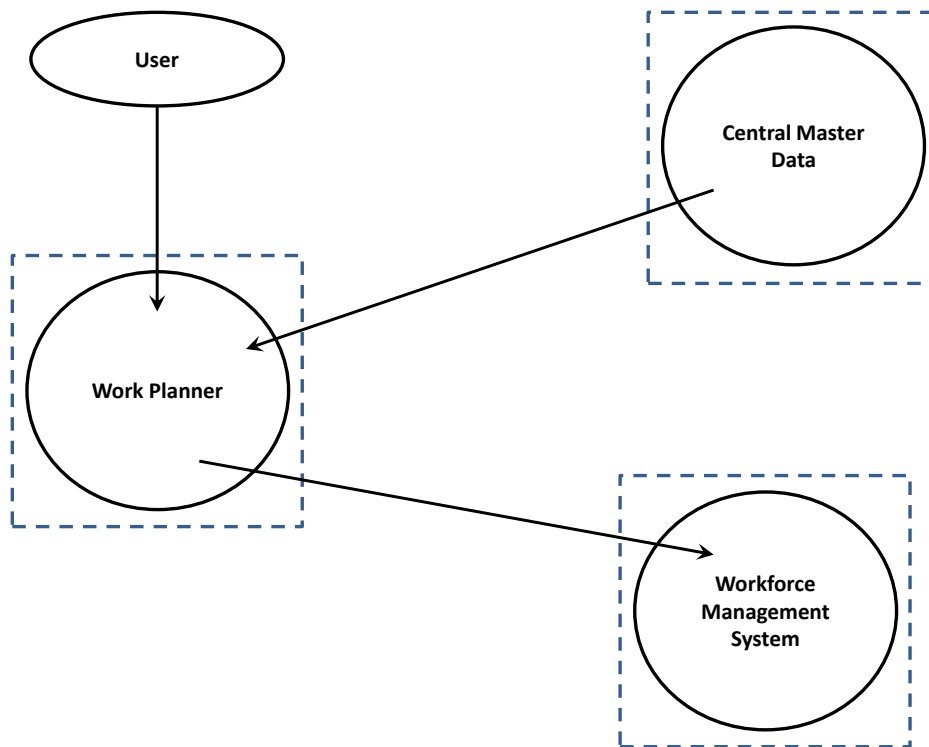 User
Central Master
Data
Work Planner
Workforce
Management
System